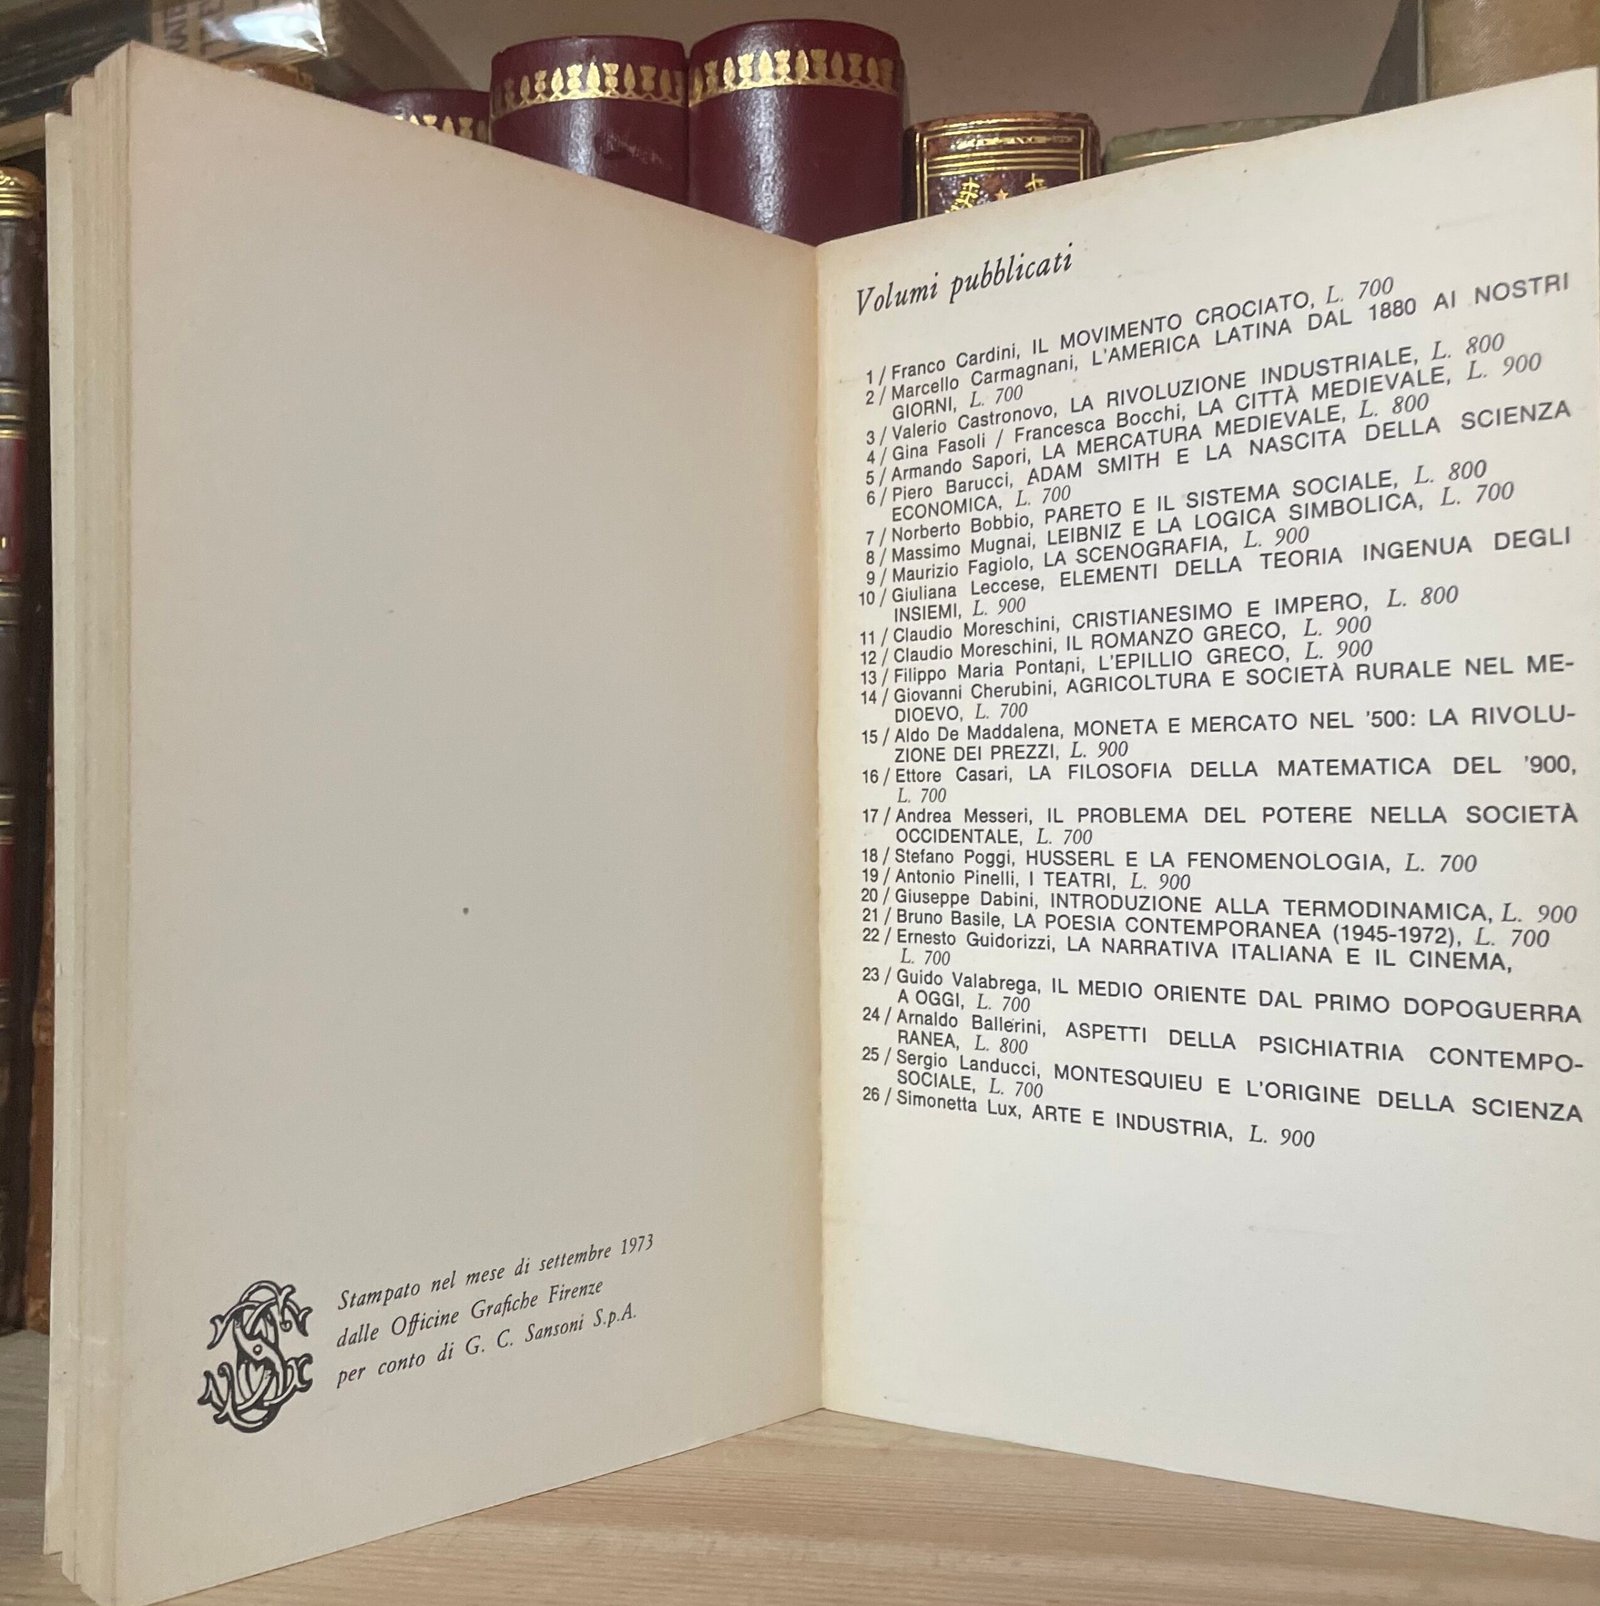 Stampato nel mese di settembre 1973
dalle Officine Grafiche Firenze
per conto di G. C. Sansoni S.p.A.
Volumi pubblicati
1/ Franco Cardini, IL MOVIMENTO CROCIATO, L. 700
2/ Marcello Carmagnani, L'AMERICA LATINA DAL 1880 AI NOSTRI
GIORNI, L. 700
3/ Valerio Castronovo, LA RIVOLUZIONE INDUSTRIALE, L. 800
4/ Gina Fasoli / Francesca Bocchi, LA CITTÀ MEDIEVALE, L. 900
5/ Armando Sapori, LA MERCATURA MEDIEVALE, L. 800
6/ Piero Barucci, ADAM SMITH E LA NASCITA DELLA SCIENZA
ECONOMICA, L. 700
7/ Norberto Bobbio, PARETO E IL SISTEMA SOCIALE, L. 800
8/ Massimo Mugnai, LEIBNIZ E LA LOGICA SIMBOLICA, L. 700
9/ Maurizio Fagiolo, LA SCENOGRAFIA, L. 900
10/ Giuliana Leccese, ELEMENTI DELLA TEORIA INGENUA DEGLI
INSIEMI, L. 900
11/ Claudio Moreschini, CRISTIANESIMO E IMPERO, L. 800
12/ Claudio Moreschini, IL ROMANZO GRECO, L. 900
13/ Filippo Maria Pontani, L'EPILLIO GRECO, L. 900
14/ Giovanni Cherubini, AGRICOLTURA E SOCIETÀ RURALE NEL ME-
DIOEVO, L. 700
15/ Aldo De Maddalena, MONETA E MERCATO NEL '500: LA RIVOLU-
ZIONE DEI PREZZI, L. 900
16/ Ettore Casari, LA FILOSOFIA DELLA MATEMATICA DEL '900,
L. 700
17/ Andrea Messeri, IL PROBLEMA DEL POTERE NELLA SOCIETÀ
OCCIDENTALE, L. 700
18/ Stefano Poggi, HUSSERL E LA FENOMENOLOGIA, L. 700
19/ Antonio Pinelli, I TEATRI, L. 900
20/ Giuseppe Dabini, INTRODUZIONE ALLA TERMODINAMICA, L. 900
21/ Bruno Basile, LA POESIA CONTEMPORANEA (1945-1972), L. 700
22/ Ernesto Guidorizzi, LA NARRATIVA ITALIANA E IL CINEMA,
L. 700
23/ Guido Valabrega, IL MEDIO ORIENTE DAL PRIMO DOPOGUERRA
A OGGI, L. 700
24/ Arnaldo Ballerini, ASPETTI DELLA PSICHIATRIA CONTEMPO-
RANEA, L. 800
25/ Sergio Landucci, MONTESQUIEU E L'ORIGINE DELLA SCIENZA
SOCIALE, L. 700
26/ Simonetta Lux, ARTE E INDUSTRIA, L. 900